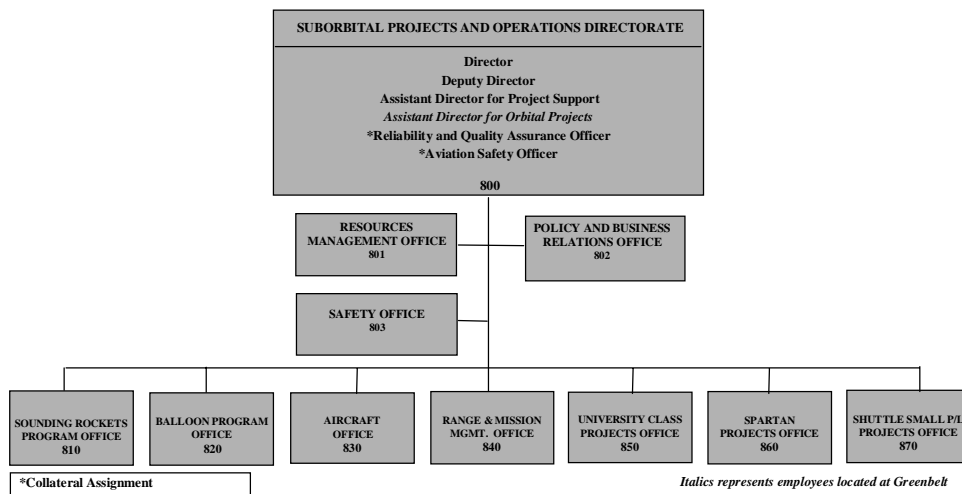 SUBORBITAL PROJECTS AND OPERATIONS DIRECTORATE
Director
Deputy Director
Assistant Director for Project Support
Assistant Director for Orbital Projects
*Reliability and Quality Assurance Officer
*Aviation Safety Officer
800
RESOURCES
MANAGEMENT OFFICE
801
POLICY AND BUSINESS
RELATIONS OFFICE
802
SAFETY OFFICE
803
SOUNDING ROCKETS
PROGRAM OFFICE
810
BALLOON PROGRAM
OFFICE
820
AIRCRAFT
OFFICE
830
RANGE & MISSION
MGMT. OFFICE
840
UNIVERSITY CLASS
PROJECTS OFFICE
850
SPARTAN
PROJECTS OFFICE
860
SHUTTLE SMALL P/L
PROJECTS OFFICE
870
*Collateral Assignment
Italics represents employees located at Greenbelt